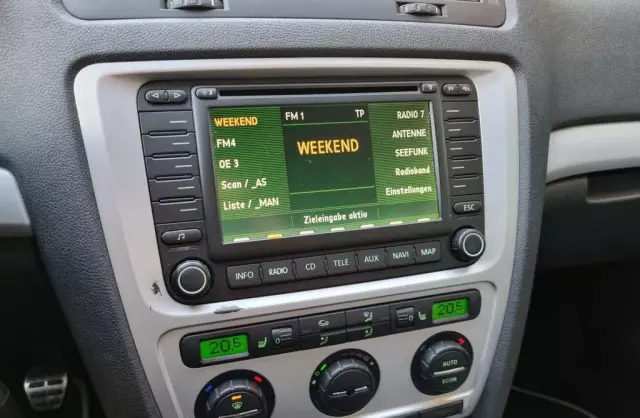 WEEKEND
FM4
OE 3
Scan / _AS
Liste / _MAN
FM 1 TP
WEEKEND
Zieleingabe aktiv
RADIO 7
ANTENNE
SEEFUNK
Radioband
Einstellungen
ESC
INFO RADIO CD TELE AUX NAVI MAP
20.5
20.5
AUTO
ECON